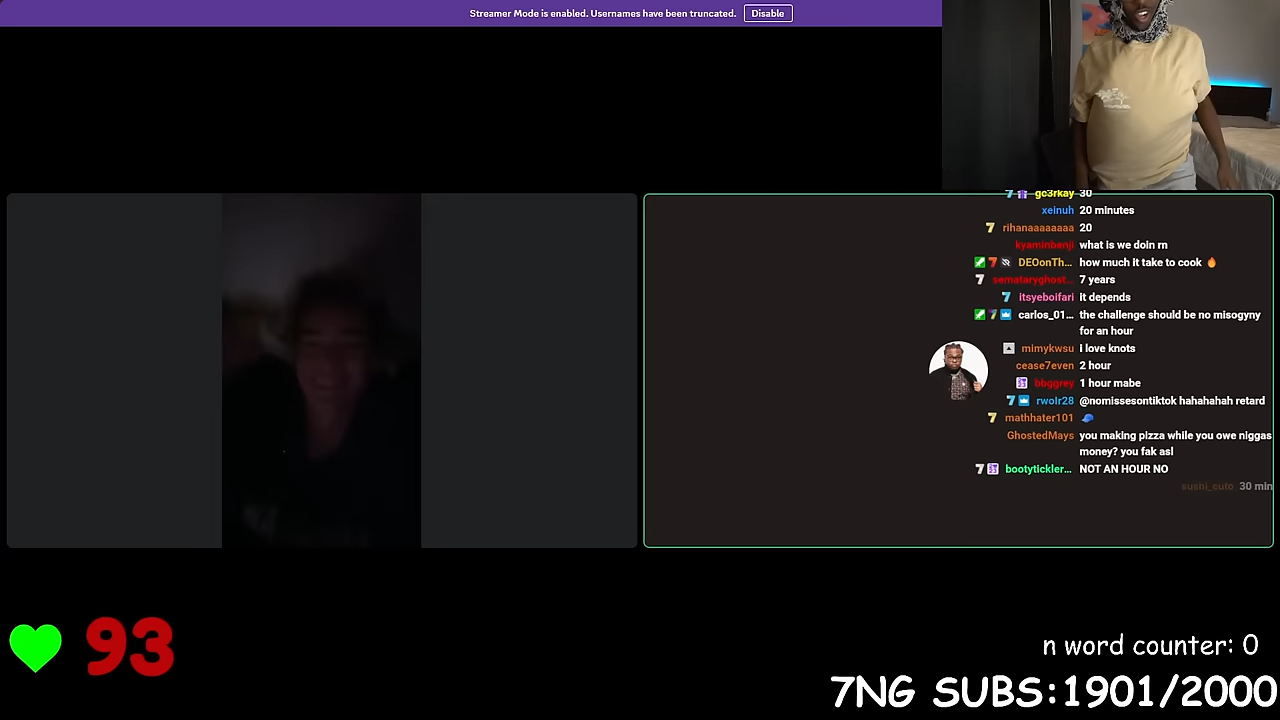 Streamer Mode is enabled. Usernames have been truncated. Disable
gc3rkay 30
xeinuh 20 minutes
rihanaaaaaaa 20
kyaminbenji what is we doin rn
DEOonTh... how much it take to cook 🔥
semataryghost... 7 years
itsyeboifari it depends
carlos_01... the challenge should be no misogyny
for an hour
mimykwsu i love knots
cease7even 2 hour
bbggrey 1 hour mabe
rwolr28 @nomissesontiktok hahahahah retard
mathhater101 🧢
GhostedMays you making pizza while you owe niggas
money? you fak asl
bootytickler... NOT AN HOUR NO
sushi_cuto 30 min
93
n word counter: 0
7NG SUBS:1901/2000